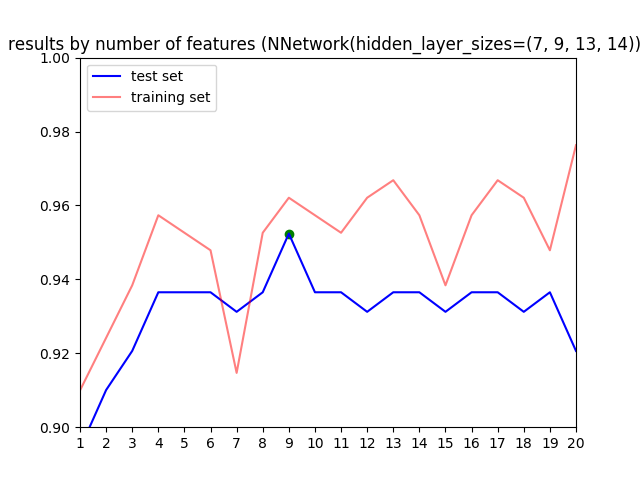 results by number of features (NNetwork(hidden_layer_sizes=(7, 9, 13, 14))
1.00
test set
training set
0.98
0.96
0.94
0.92
0.90
1 2 3 4 5 6 7 8 9 10 11 12 13 14 15 16 17 18 19 20